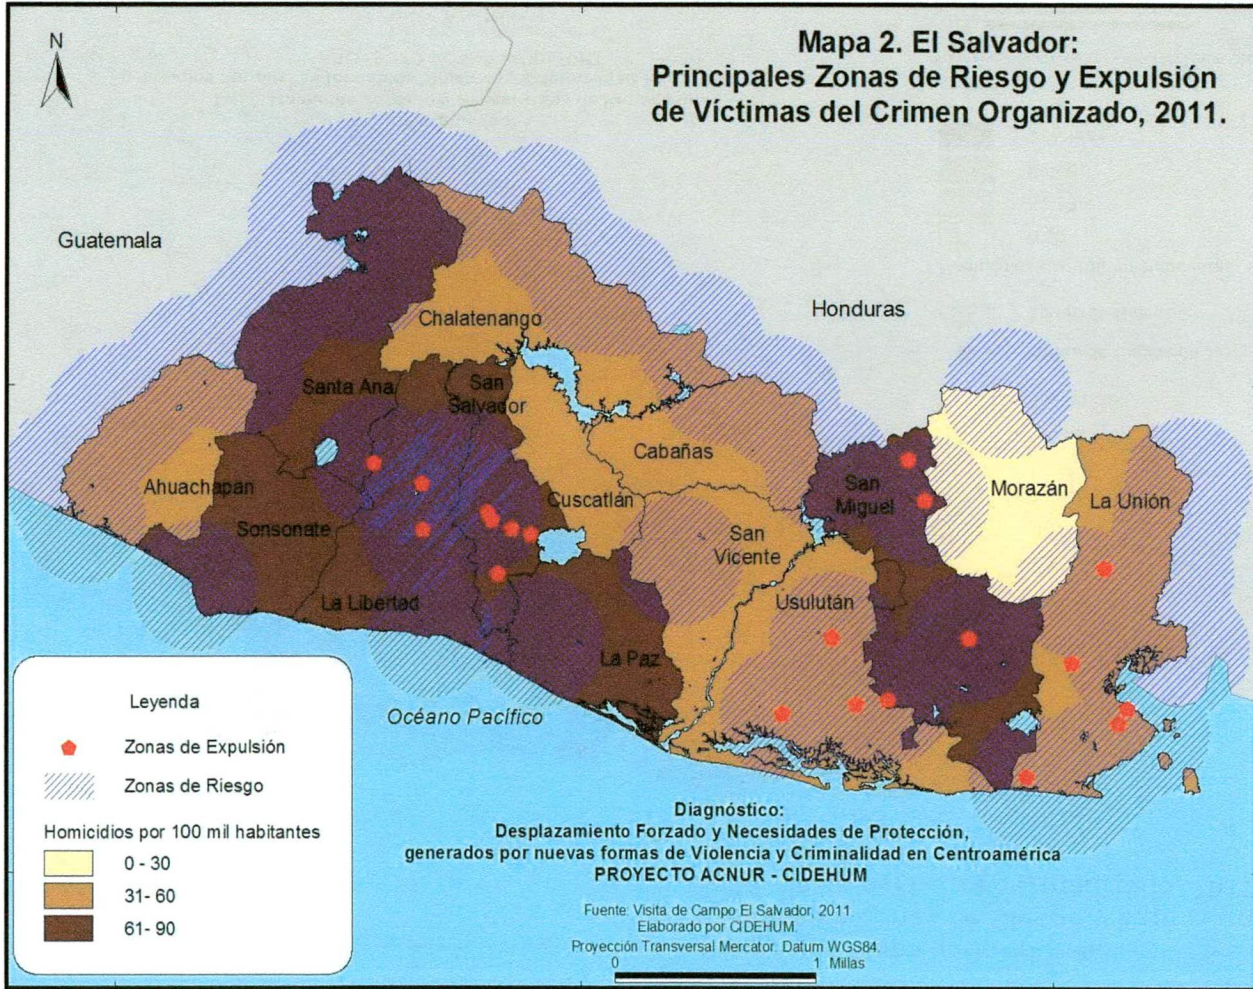 N
Mapa 2. El Salvador:
Principales Zonas de Riesgo y Expulsión
de Víctimas del Crimen Organizado, 2011.
Guatemala
Honduras
Chalatenango
Santa Ana
San
Salvador
Cabañas
Ahuachapan
Cuscatlán
San
Miguel
Morazán
La Unión
Sonsonate
San
Vicente
La Libertad
Usulután
La Paz
Océano Pacífico
Leyenda
Zonas de Expulsión
Zonas de Riesgo
Homicidios por 100 mil habitantes
0 - 30
31- 60
61- 90
Diagnóstico:
Desplazamiento Forzado y Necesidades de Protección,
generados por nuevas formas de Violencia y Criminalidad en Centroamérica
PROYECTO ACNUR - CIDEHUM
Fuente: Visita de Campo El Salvador, 2011.
Elaborado por CIDEHUM.
Proyección Transversal Mercator. Datum WGS84.
0 1 Millas